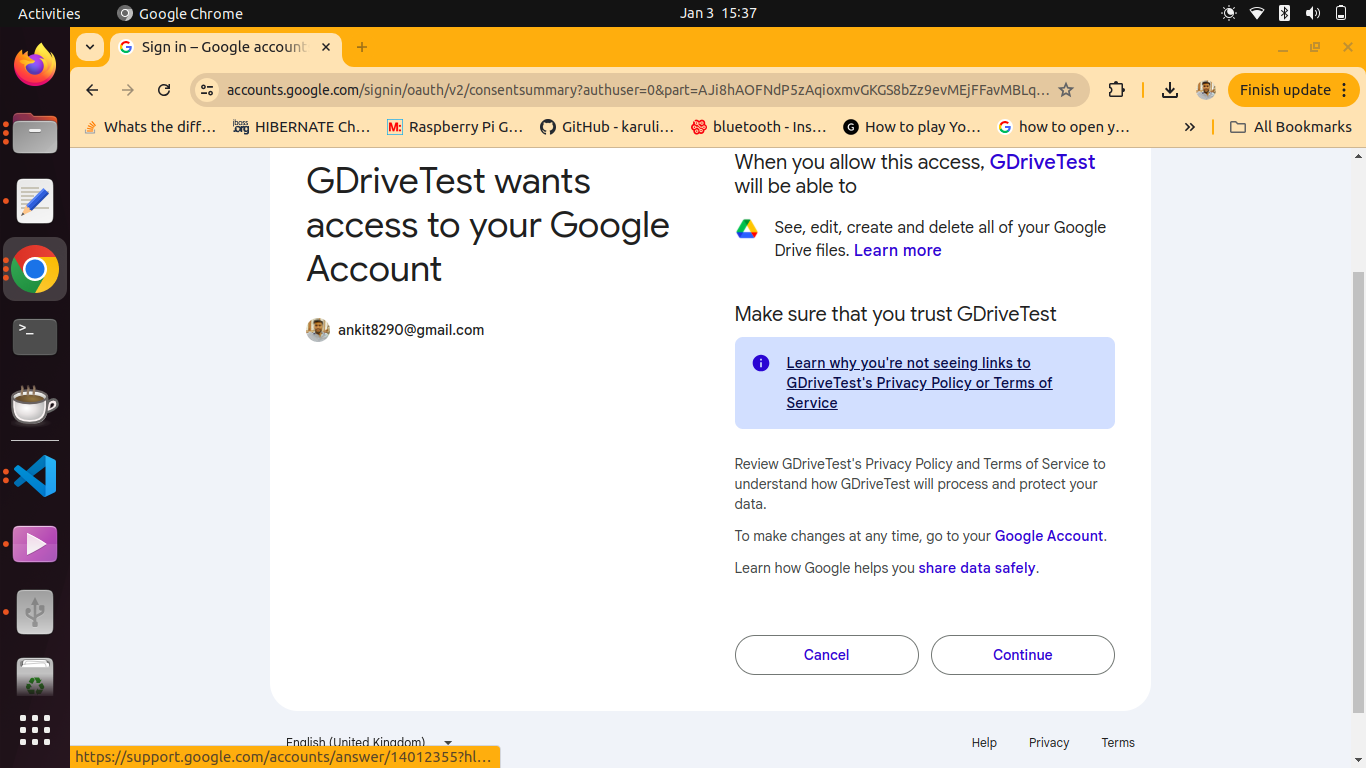 Activities
Google Chrome
Jan 3 15:37
Sign in – Google account
accounts.google.com/signin/oauth/v2/consentsummary?authuser=0&part=AJi8hAOFNdP5zAqioxmvGKGS8bZz9evMEjFFavMBLq...
Finish update
Whats the diff...
HIBERNATE Ch...
Raspberry Pi G...
GitHub - karuli...
bluetooth - Ins...
How to play Yo...
how to open y...
»
All Bookmarks
GDriveTest wants
access to your Google
Account
ankit8290@gmail.com
When you allow this access, GDriveTest
will be able to
See, edit, create and delete all of your Google
Drive files. Learn more
Make sure that you trust GDriveTest
Learn why you're not seeing links to
GDriveTest's Privacy Policy or Terms of
Service
Review GDriveTest's Privacy Policy and Terms of Service to
understand how GDriveTest will process and protect your
data.
To make changes at any time, go to your Google Account.
Learn how Google helps you share data safely.
Cancel
Continue
English (United Kingdom)
Help
Privacy
Terms
https://support.google.com/accounts/answer/14012355?hl...